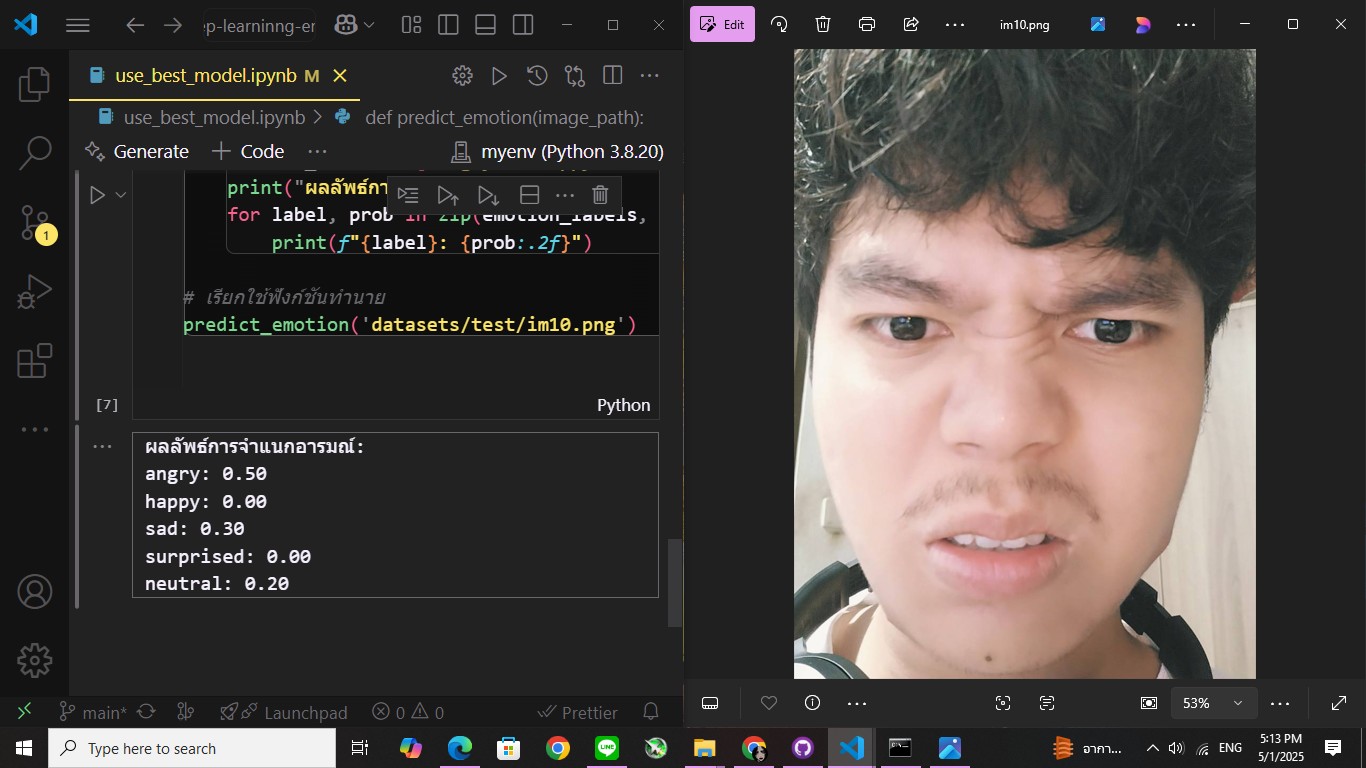 ep-learninng-er
Edit
im10.png
use_best_model.ipynb M
use_best_model.ipynb > def predict_emotion(image_path):
Generate
Code
myenv (Python 3.8.20)
print("ผลลัพธ์กา
for label, prob in zip(emotion_labels,
print(f"{label}: {prob:.2f}")
# เรียกใช้ฟังก์ชันทำนาย
predict_emotion('datasets/test/im10.png')
[7]
Python
ผลลัพธ์การจำแนกอารมณ์:
angry: 0.50
happy: 0.00
sad: 0.30
surprised: 0.00
neutral: 0.20
1
main*
Launchpad
0
0
Prettier
53%
Type here to search
LINE
อากา...
ENG
5:13 PM
5/1/2025